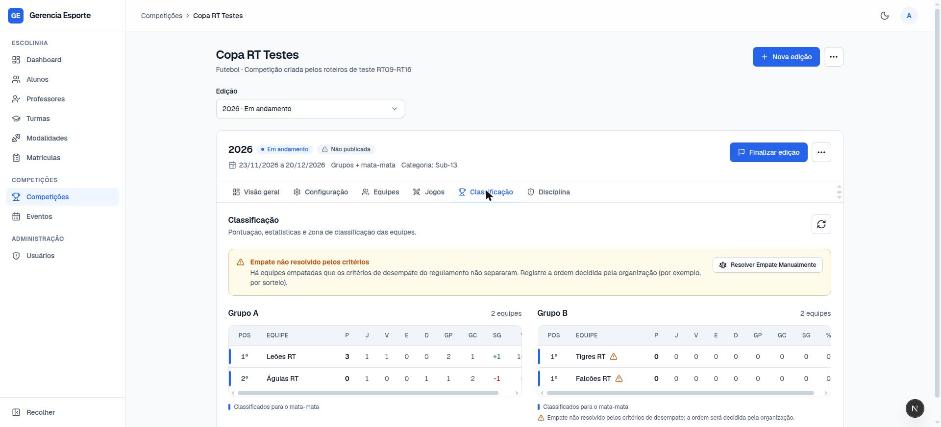 GE Gerencia Esporte
Competições > Copa RT Testes
A
ESCOLINHA
Dashboard
Alunos
Professores
Turmas
Modalidades
Matrículas
COMPETIÇÕES
Competições
Eventos
ADMINISTRAÇÃO
Usuários
Recolher
Copa RT Testes
Futebol · Competição criada pelos roteiros de teste RT09-RT16
+ Nova edição
Edição
2026 · Em andamento
2026 Em andamento Não publicada
23/11/2026 a 20/12/2026 Grupos + mata-mata Categoria: Sub-13
Finalizar edição
Visão geral Configuração Equipes Jogos Classificação Disciplina
Classificação
Pontuação, estatísticas e zona de classificação das equipes.
Empate não resolvido pelos critérios
Há equipes empatadas que os critérios de desempate do regulamento não separaram. Registre a ordem decidida pela organização (por exemplo,
por sorteio).
Resolver Empate Manualmente
Grupo A 2 equipes
POS EQUIPE P J V E D GP GC SG
1º Leões RT 3 1 1 0 0 2 1 +1
2º Águias RT 0 1 0 0 1 1 2 -1
Classificados para o mata-mata
Grupo B 2 equipes
POS EQUIPE P J V E D GP GC SG %
1º Tigres RT 0 0 0 0 0 0 0 0 0
1º Falcões RT 0 0 0 0 0 0 0 0 0
Classificados para o mata-mata
Empate não resolvido pelos critérios de desempate; a ordem será decidida pela organização.
N